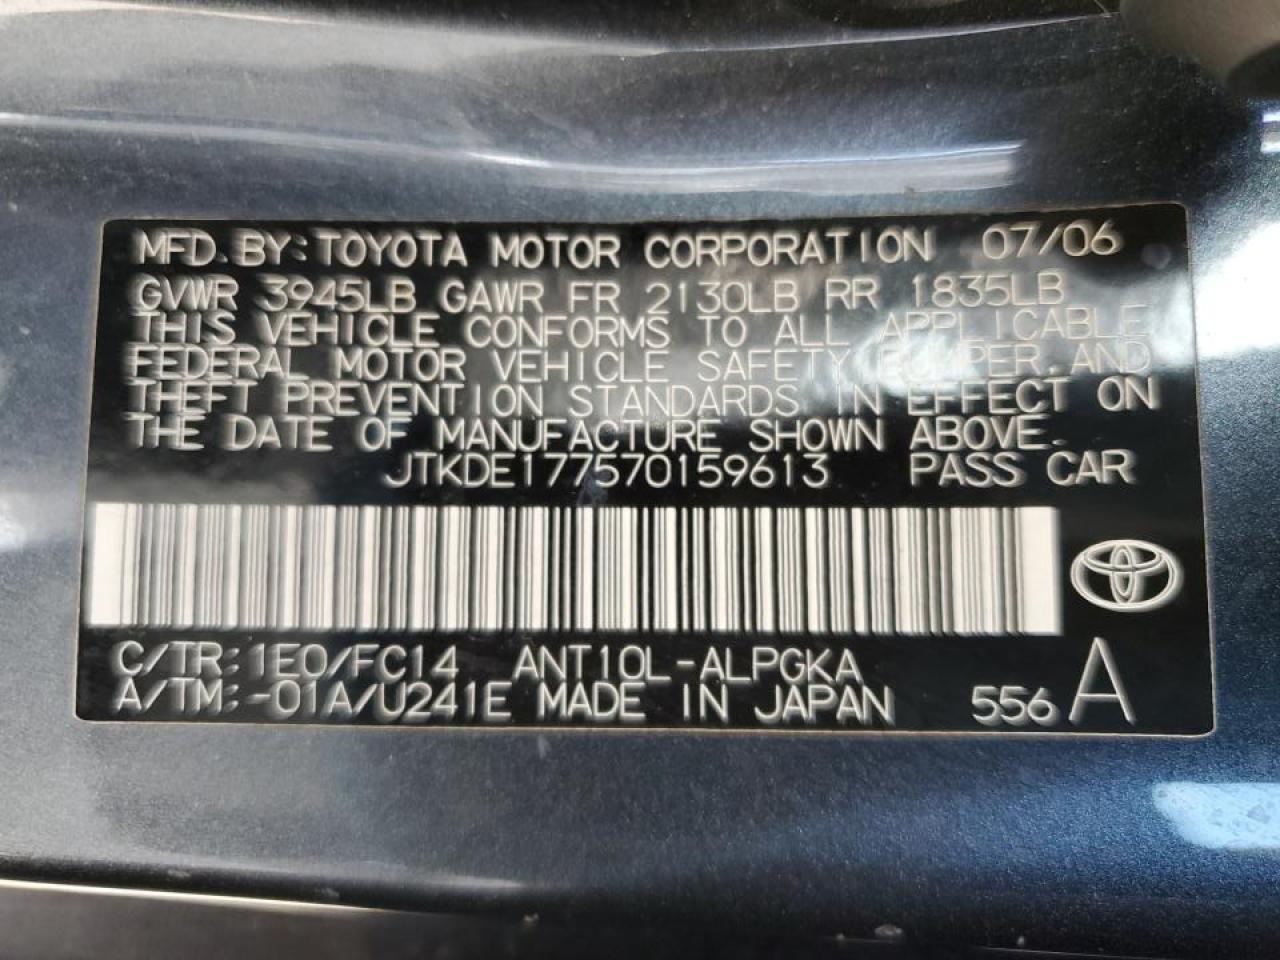 MFD.BY:TOYOTA MOTOR CORPORATION 07/06
GVWR 3945LB GAWR FR 2130LB RR 1835LB
THIS VEHICLE CONFORMS TO ALL APPLICABLE
FEDERAL MOTOR VEHICLE SAFETY, BUMPER, AND
THEFT PREVENTION STANDARDS IN EFFECT ON
THE DATE OF MANUFACTURE SHOWN ABOVE.
JTKDE177570159613 PASS CAR
C/TR:1E0/FC14 ANT10L-ALPGKA
A/TM:-01A/U241E MADE IN JAPAN 556 A